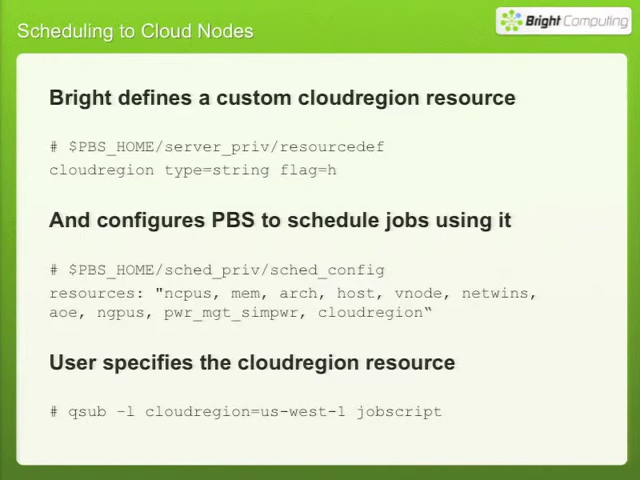 Scheduling to Cloud Nodes
Bright Computing
Bright defines a custom cloudregion resource
# $PBS_HOME/server_priv/resourcedef
cloudregion type=string flag=h
And configures PBS to schedule jobs using it
# $PBS_HOME/sched_priv/sched_config
resources: "ncpus, mem, arch, host, vnode, netwins,
aoe, ngpus, pwr_mgt_simpwr, cloudregion“
User specifies the cloudregion resource
# qsub –l cloudregion=us-west-1 jobscript